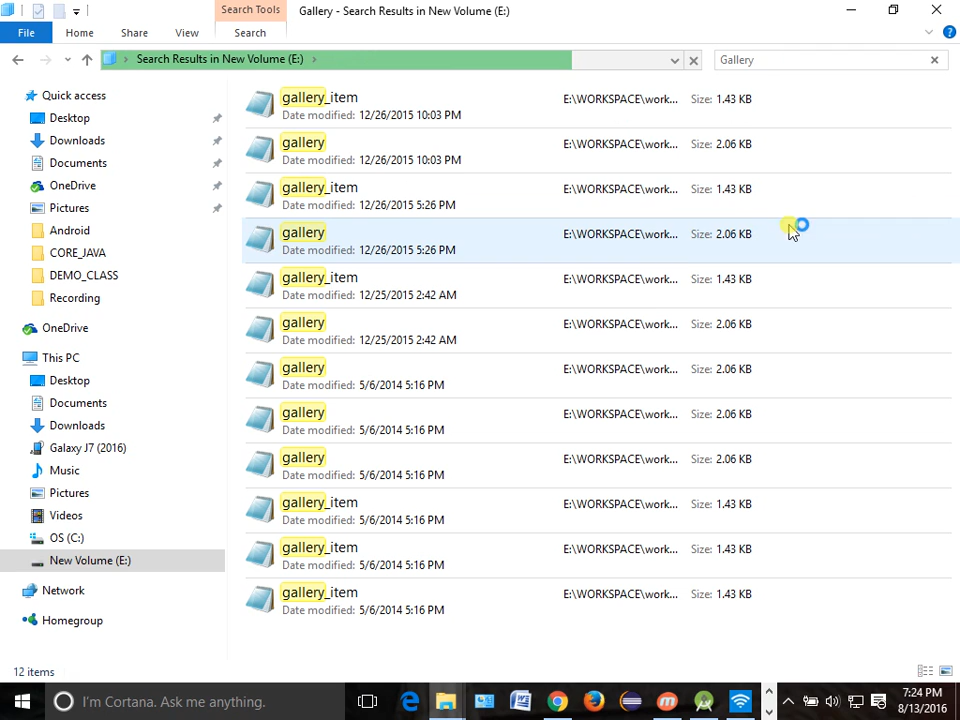 Search Tools
Gallery - Search Results in New Volume (E:)
File
Home
Share
View
Search
Search Results in New Volume (E:)
Gallery
Quick access
Desktop
Downloads
Documents
OneDrive
Pictures
Android
CORE_JAVA
DEMO_CLASS
Recording
OneDrive
This PC
Desktop
Documents
Downloads
Galaxy J7 (2016)
Music
Pictures
Videos
OS (C:)
New Volume (E:)
Network
Homegroup
gallery_item E:\WORKSPACE\work... Size: 1.43 KB
Date modified: 12/26/2015 10:03 PM
gallery E:\WORKSPACE\work... Size: 2.06 KB
Date modified: 12/26/2015 10:03 PM
gallery_item E:\WORKSPACE\work... Size: 1.43 KB
Date modified: 12/26/2015 5:26 PM
gallery E:\WORKSPACE\work... Size: 2.06 KB
Date modified: 12/26/2015 5:26 PM
gallery_item E:\WORKSPACE\work... Size: 1.43 KB
Date modified: 12/25/2015 2:42 AM
gallery E:\WORKSPACE\work... Size: 2.06 KB
Date modified: 12/25/2015 2:42 AM
gallery E:\WORKSPACE\work... Size: 2.06 KB
Date modified: 5/6/2014 5:16 PM
gallery E:\WORKSPACE\work... Size: 2.06 KB
Date modified: 5/6/2014 5:16 PM
gallery E:\WORKSPACE\work... Size: 2.06 KB
Date modified: 5/6/2014 5:16 PM
gallery_item E:\WORKSPACE\work... Size: 1.43 KB
Date modified: 5/6/2014 5:16 PM
gallery_item E:\WORKSPACE\work... Size: 1.43 KB
Date modified: 5/6/2014 5:16 PM
gallery_item E:\WORKSPACE\work... Size: 1.43 KB
Date modified: 5/6/2014 5:16 PM
12 items
I'm Cortana. Ask me anything.
7:24 PM
8/13/2016